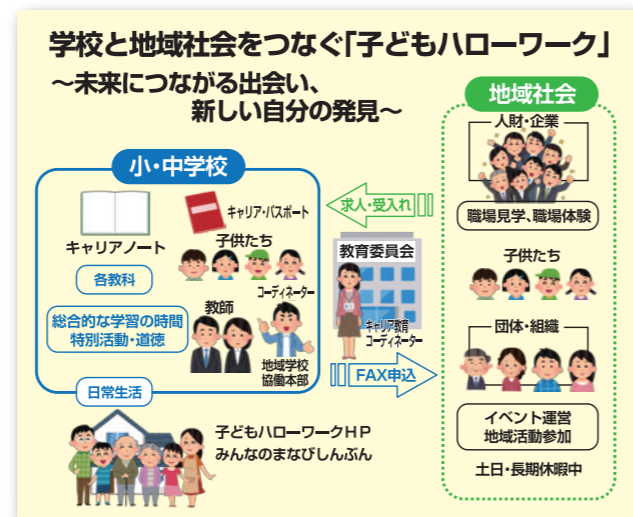 学校と地域社会をつなぐ「子どもハローワーク」
～未来につながる出会い、
新しい自分の発見～
小・中学校
キャリアノート
キャリア・パスポート
子供たち
各教科
総合的な学習の時間
特別活動・道徳
教師
コーディネーター
地域学校
協働本部
日常生活
子どもハローワークＨＰ
みんなのまなびしんぶん
求人・受入れ
教育委員会
キャリア教育
コーディネーター
FAX申込
地域社会
人財・企業
職場見学、職場体験
子供たち
団体・組織
イベント運営
地域活動参加
土日・長期休暇中